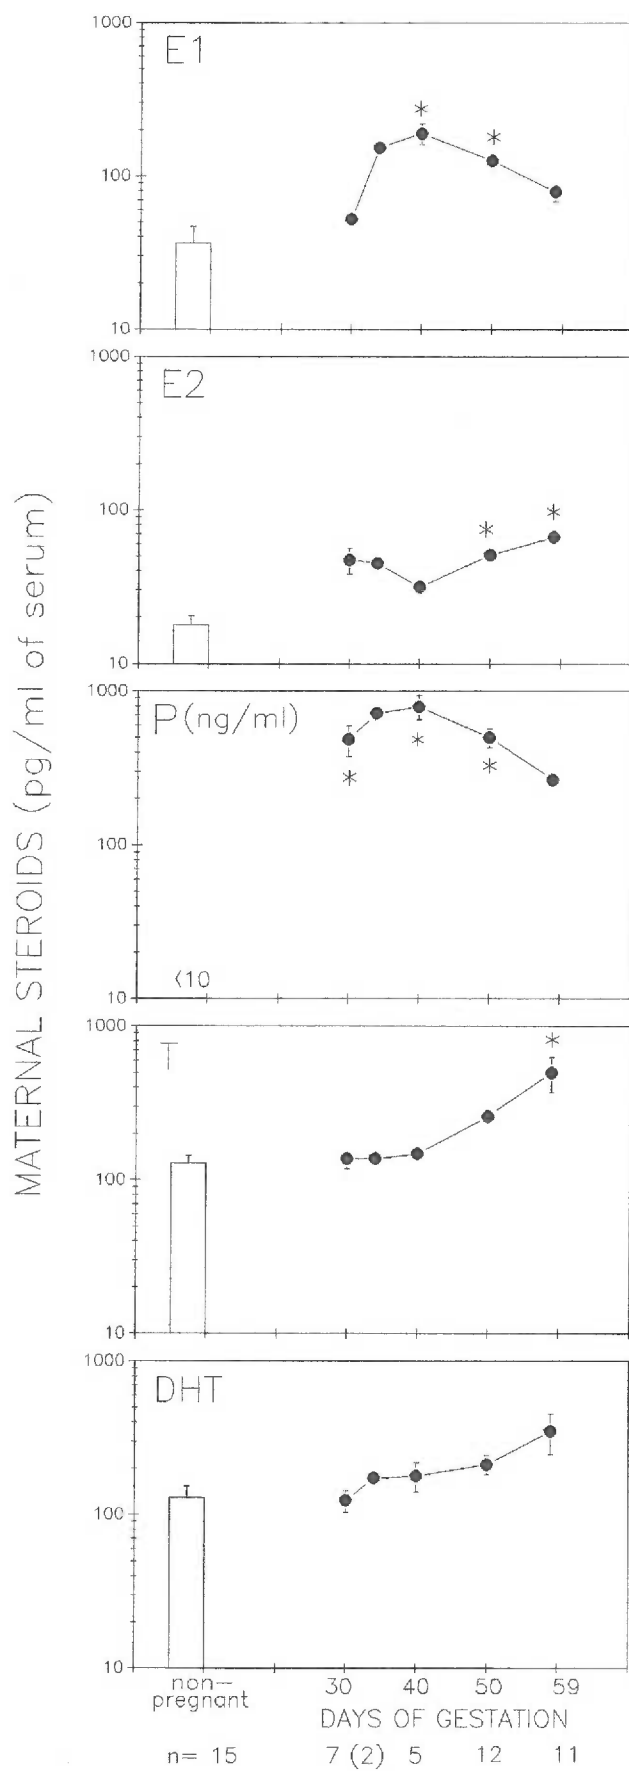 MATERNAL STEROIDS (pg/ml of serum)
1000
E1
*
*
100
10
1000
E2
*
*
100
10
1000
P(ng/ml)
*
*
*
100
<10
10
1000
T
*
100
10
1000
DHT
100
10
non-
pregnant
30 40 50 59
DAYS OF GESTATION
n= 15 7 (2) 5 12 11